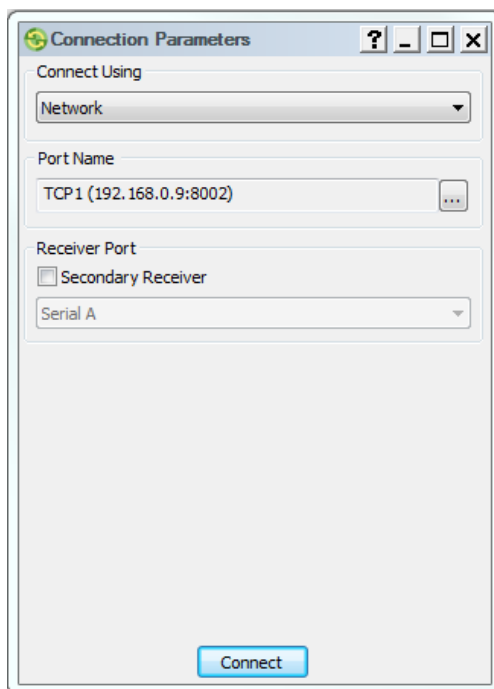 Connection Parameters
Connect Using
Network
Port Name
TCP1 (192.168.0.9:8002)
...
Receiver Port
Secondary Receiver
Serial A
Connect